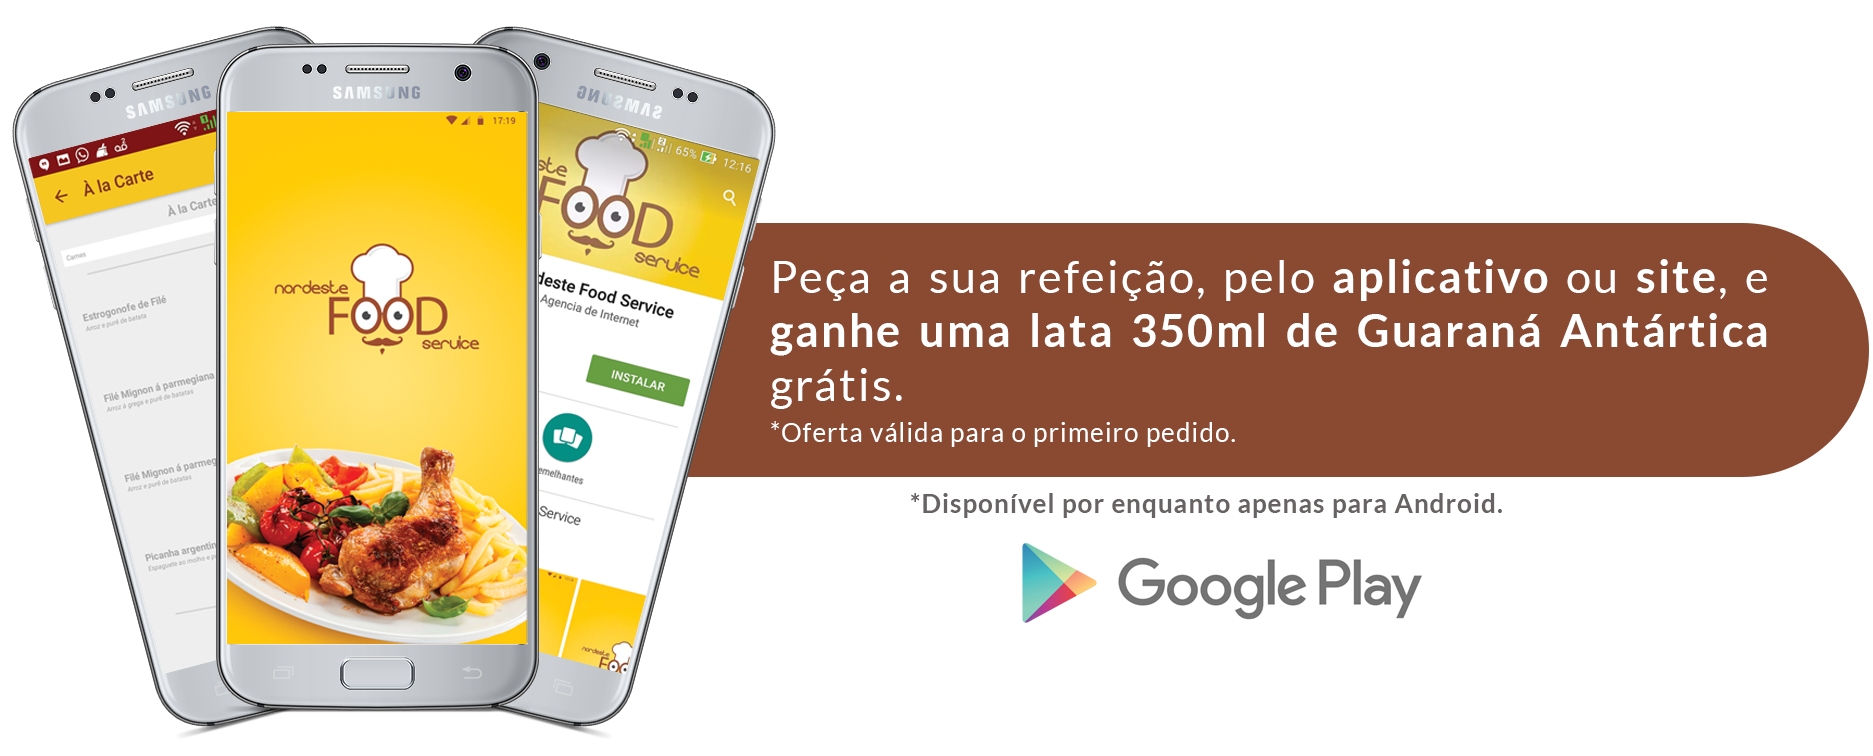 SAMSUNG
À la Carte
À la Carte
Carnes
Estrogonofe de Filé
Arroz e purê de batata
Filé Mignon á parmegiana
Arroz à grega e purê de batatas
Filé Mignon á parmeg
Arroz e purê de batatas
Picanha argentin
Espaguete ao molho e p
SAMSUNG
17:19
nordeste
FOOD
service
SAMSUNG
2
65%
12:16
ste
FOOD
service
deste Food Service
Agencia de Internet
INSTALAR
emelhantes
Service
nordeste
FOO
Peça a sua refeição, pelo aplicativo ou site, e
ganhe uma lata 350ml de Guaraná Antártica
grátis.
*Oferta válida para o primeiro pedido.
*Disponível por enquanto apenas para Android.
Google Play